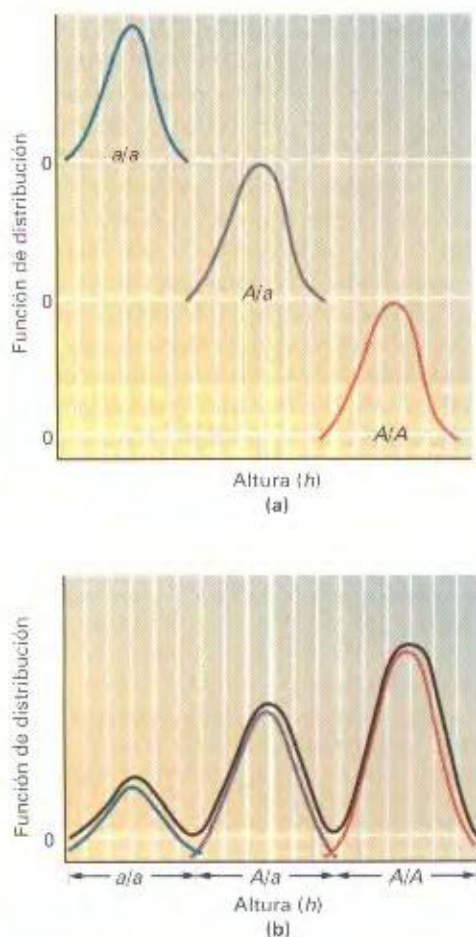 Función de distribución
0
a/a
0
A/a
0
A/A
Altura (h)
(a)
Función de distribución
0
a/a
A/a
A/A
Altura (h)
(b)